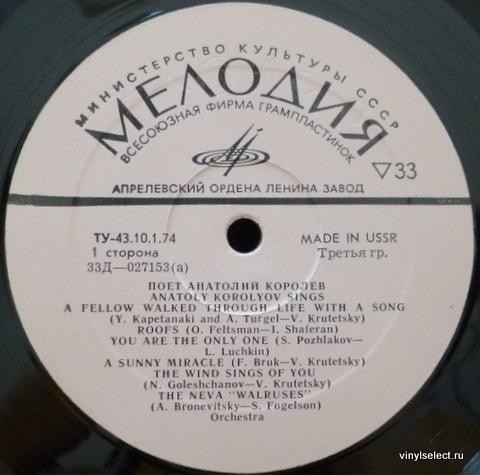 МИНИСТЕРСТВО КУЛЬТУРЫ СССР
МЕЛОДИЯ
ВСЕСОЮЗНАЯ ФИРМА ГРАМПЛАСТИНОК
▽33
АПРЕЛЕВСКИЙ ОРДЕНА ЛЕНИНА ЗАВОД
ТУ-43.10.1.74
MADE IN USSR
1 сторона
Третья гр.
33Д—027153(а)
ПОЕТ АНАТОЛИЙ КОРОЛЕВ
ANATOLY KOROLYOV SINGS
A FELLOW WALKED THROUGH LIFE WITH A SONG
(Y. Kapetanaki and A. Turgel—V. Krutetsky)
ROOFS (O. Feltsman—I. Shaferan)
YOU ARE THE ONLY ONE (S. Pozhlakov—
L. Luchkin)
A SUNNY MIRACLE (F. Bruk—V. Krutetsky)
THE WIND SINGS OF YOU
(N. Goleshchanov—V. Krutetsky)
THE NEVA "WALRUSES"
(A. Bronevitsky—S. Fogelson)
Orchestra
vinylselect.ru